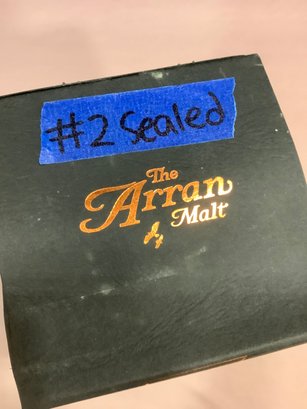 #2 Sealed
The
Arran
Malt